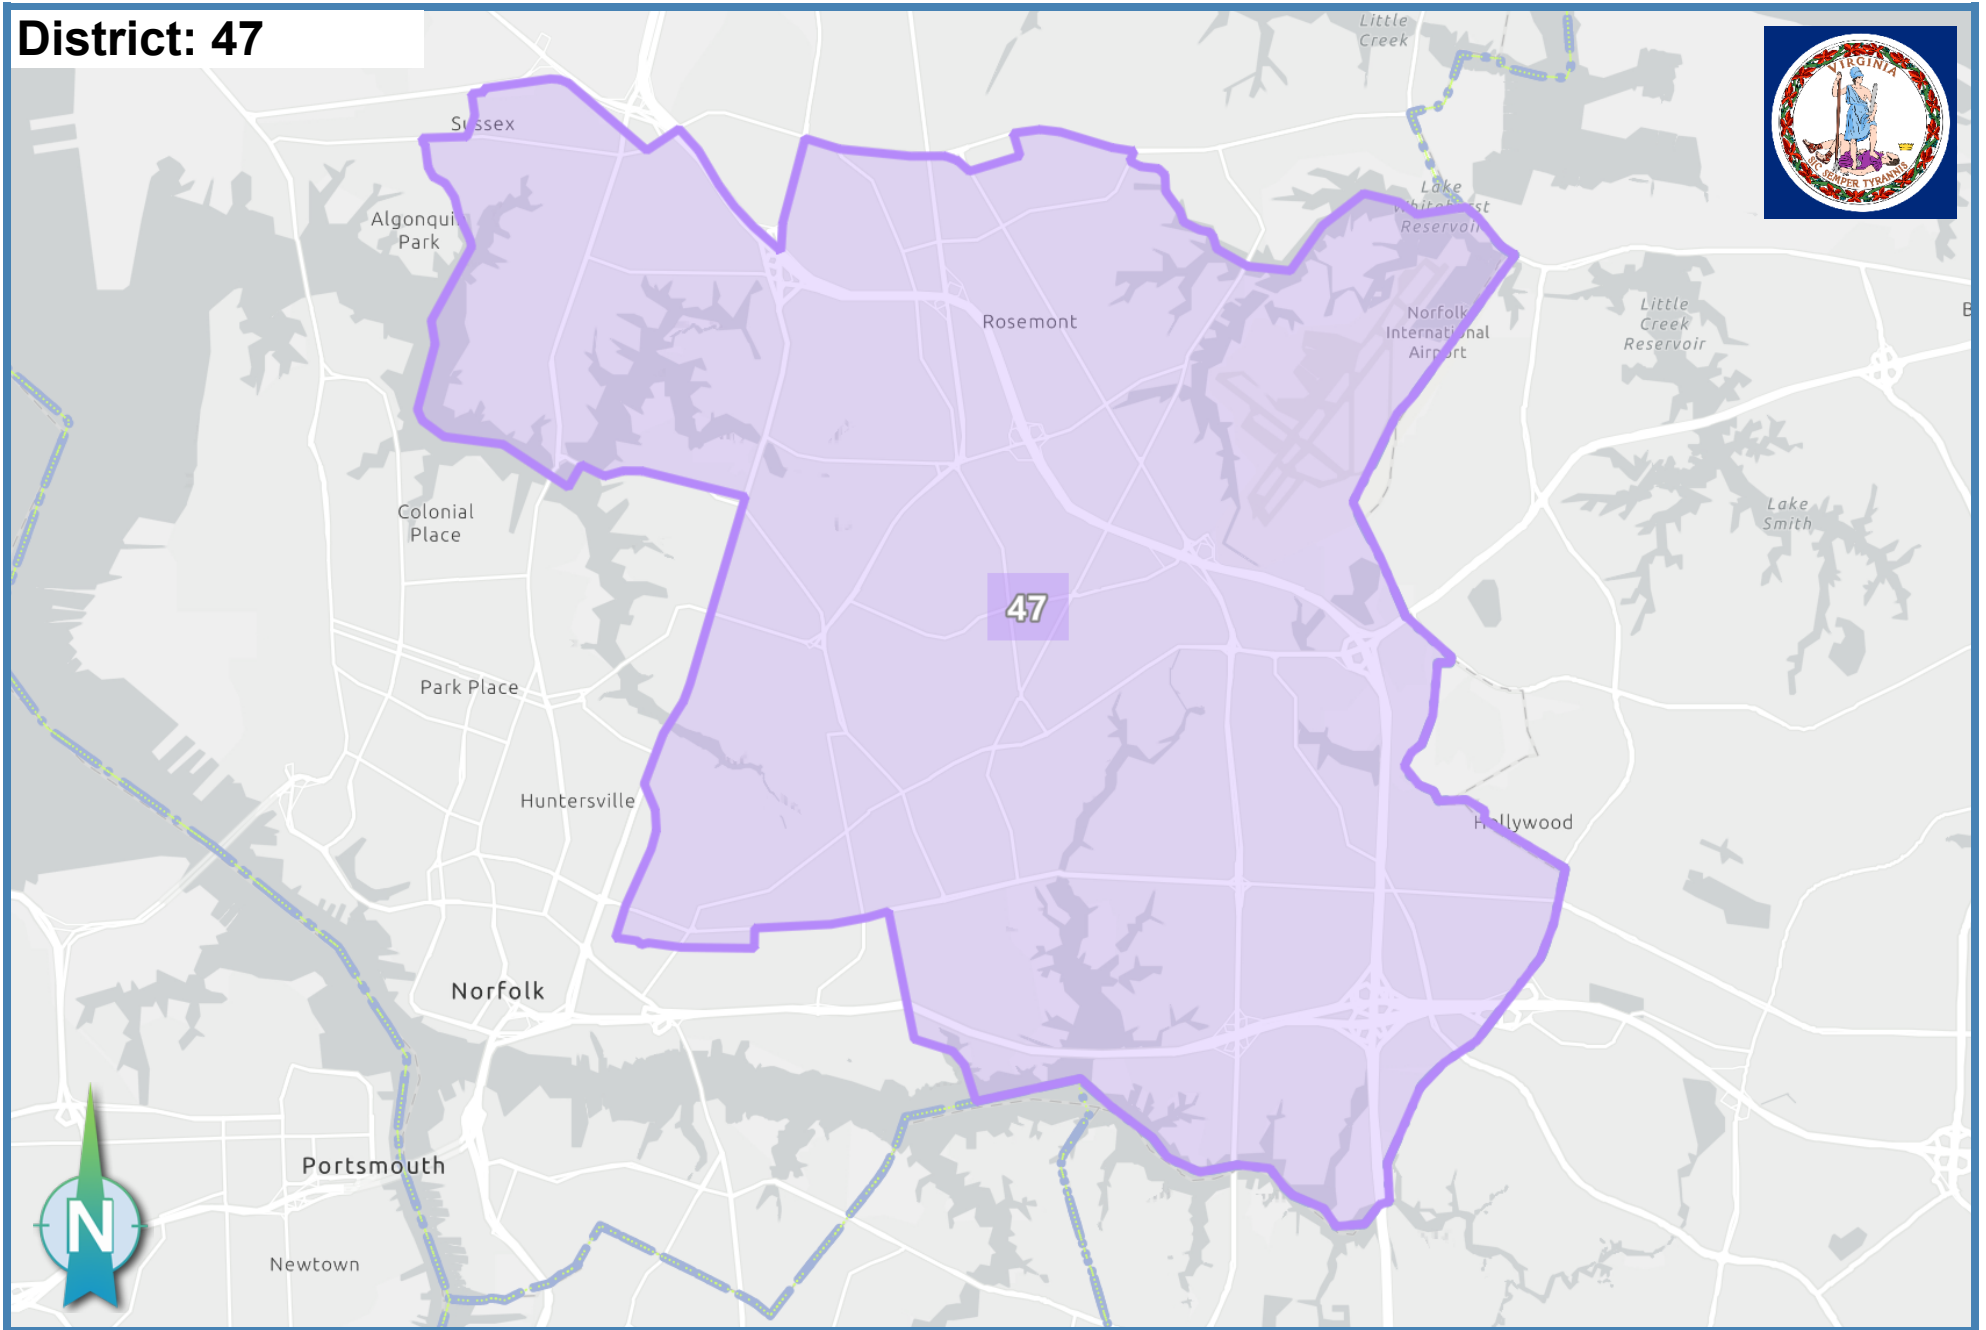 District: 47
Little
Creek
VIRGINIA
SIC SEMPER TYRANNIS
Sussex
Lake
Whitehurst
Reservoir
Algonqui
Park
Little
Creek
Reservoir
Norfolk
International
Airport
B
Rosemont
Lake
Smith
Colonial
Place
47
Park Place
Huntersville
Hollywood
Norfolk
Portsmouth
N
Newtown